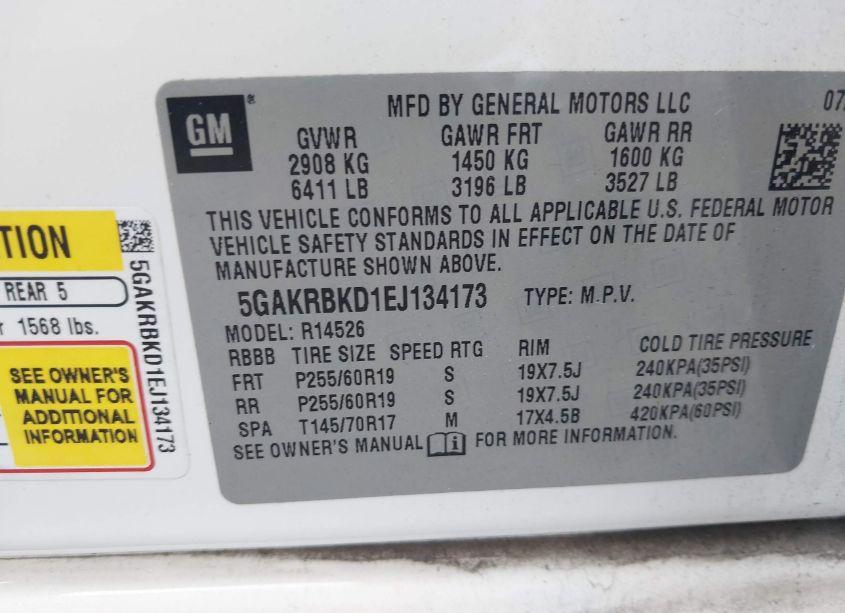 GM
MFD BY GENERAL MOTORS LLC
07
GVWR GAWR FRT GAWR RR
2908 KG 1450 KG 1600 KG
6411 LB 3196 LB 3527 LB
THIS VEHICLE CONFORMS TO ALL APPLICABLE U.S. FEDERAL MOTOR
VEHICLE SAFETY STANDARDS IN EFFECT ON THE DATE OF
MANUFACTURE SHOWN ABOVE.
5GAKRBKD1EJ134173 TYPE: M.P.V.
MODEL: R14526
RBBB TIRE SIZE SPEED RTG RIM COLD TIRE PRESSURE
FRT P255/60R19 S 19X7.5J 240KPA(35PSI)
RR P255/60R19 S 19X7.5J 240KPA(35PSI)
SPA T145/70R17 M 17X4.5B 420KPA(60PSI)
SEE OWNER'S MANUAL i FOR MORE INFORMATION.
TION
REAR 5
r 1568 lbs.
SEE OWNER'S
MANUAL FOR
ADDITIONAL
INFORMATION
5GAKRBKD1EJ134173